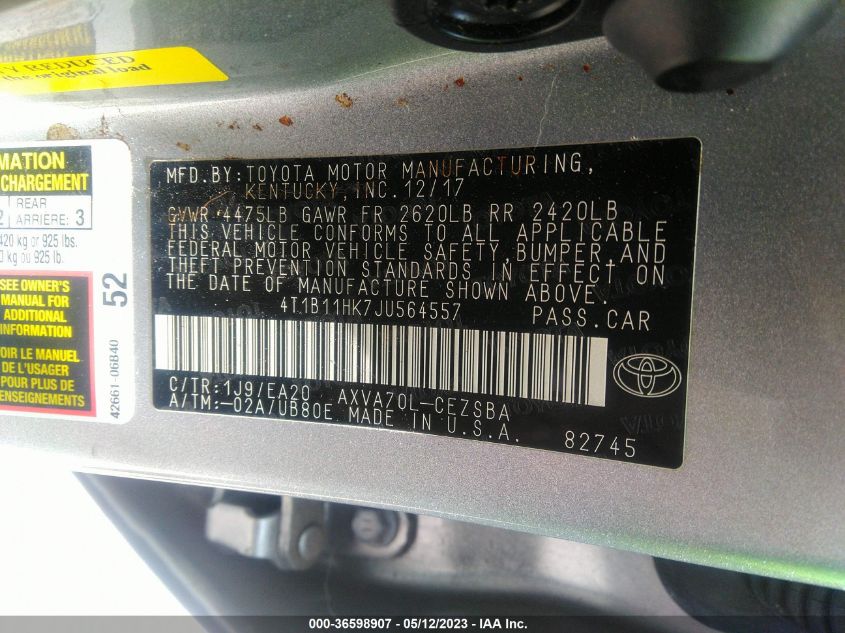 Y REDUCED
original load
MATION
CHARGEMENT
REAR
2 ARRIERE: 3
420 kg or 925 lbs.
0 kg ou 925 lb.
SEE OWNER'S
MANUAL FOR
ADDITIONAL
INFORMATION
VOIR LE MANUEL
DE L'USAGER
POUR PLUS DE
52
42661-06B40
MFD.BY:TOYOTA MOTOR MANUFACTURING,
KENTUCKY,INC.12/17
GVWR 4475LB GAWR FR 2620LB RR 2420LB
THIS VEHICLE CONFORMS TO ALL APPLICABLE
FEDERAL MOTOR VEHICLE SAFETY,BUMPER,AND
THEFT PREVENTION STANDARDS IN EFFECT ON
THE DATE OF MANUFACTURE SHOWN ABOVE.
4T1B11HK7JU564557 PASS.CAR
C/TR:1J9/EA20 AXVA70L-CEZSBA
A/TM:-02A/UB80E MADE IN U.S.A.
82745
000-36598907 - 05/12/2023 - IAA Inc.